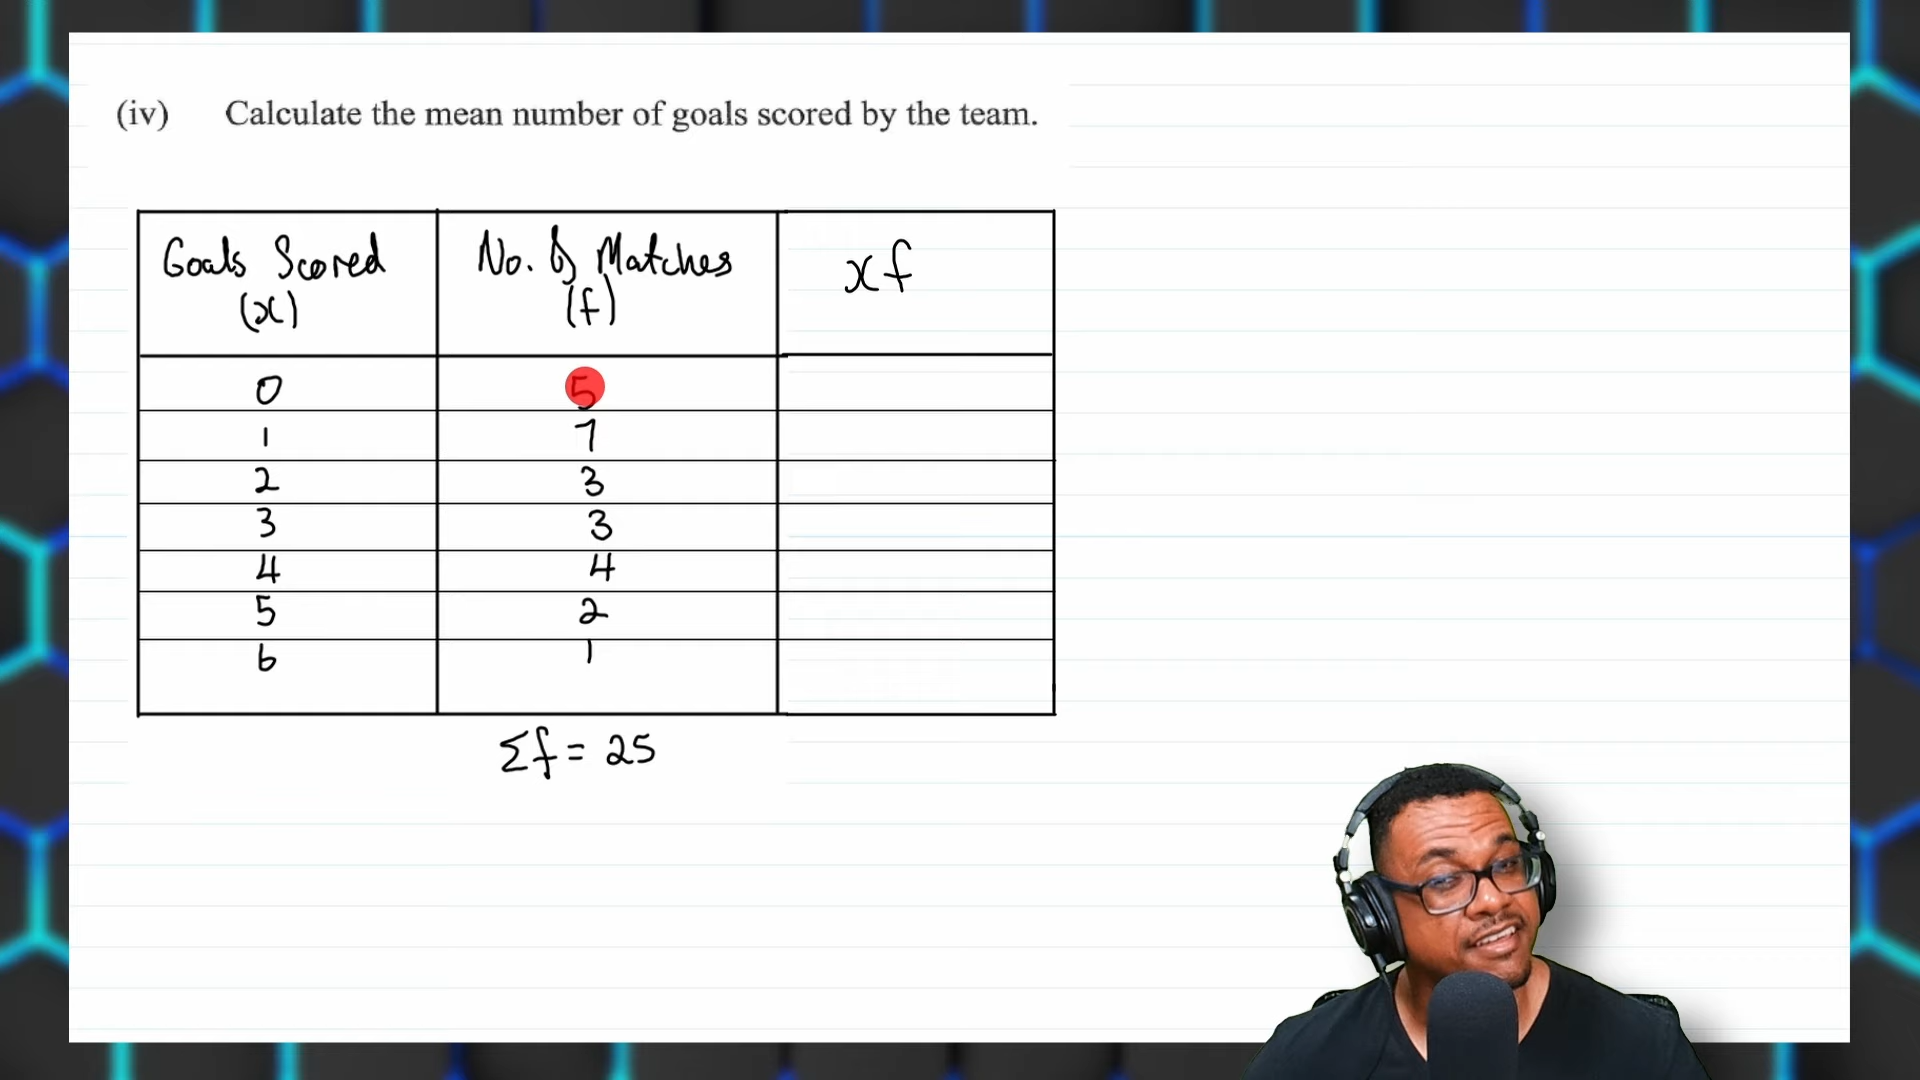 (iv) Calculate the mean number of goals scored by the team.
Goals Scored (x) No. of Matches (f) xf
0 5
1 7
2 3
3 3
4 4
5 2
6 1
Σf = 25